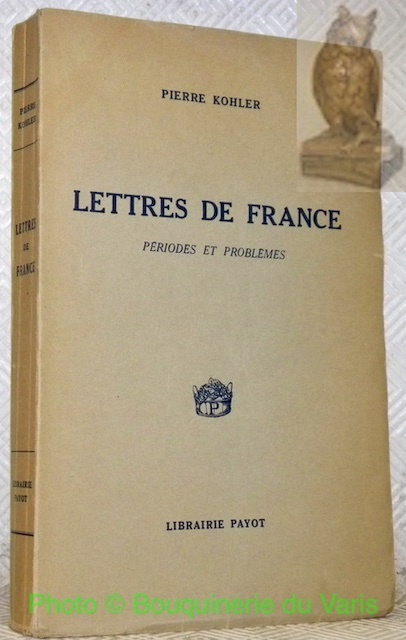 PIERRE KOHLER
LETTRES DE FRANCE
PÉRIODES ET PROBLÈMES
P
LIBRAIRIE PAYOT
PIERRE
KOHLER
LETTRES
DE
FRANCE
LIBRAIRIE
PAYOT
Photo © Bouquinerie du Varis